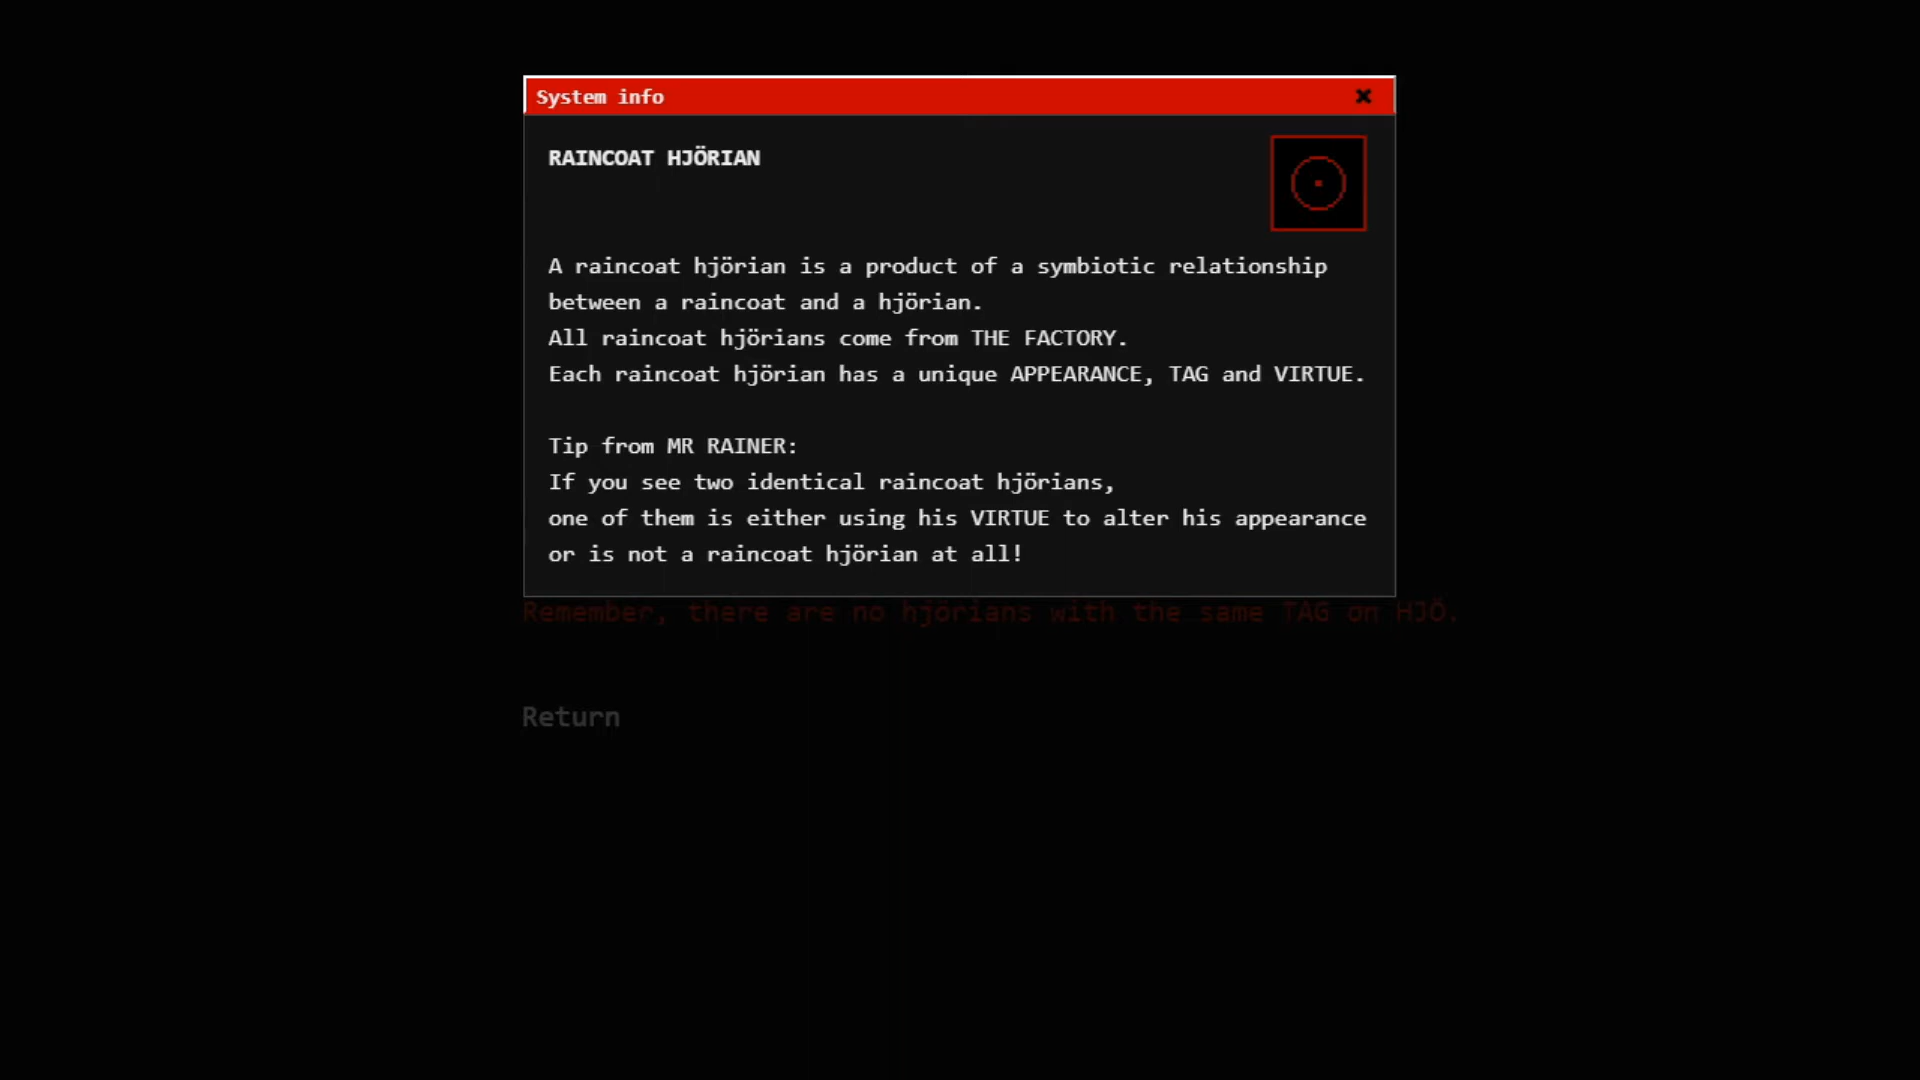 System info
RAINCOAT HJÖRIAN
A raincoat hjörian is a product of a symbiotic relationship
between a raincoat and a hjörian.
All raincoat hjörians come from THE FACTORY.
Each raincoat hjörian has a unique APPEARANCE, TAG and VIRTUE.
Tip from MR RAINER:
If you see two identical raincoat hjörians,
one of them is either using his VIRTUE to alter his appearance
or is not a raincoat hjörian at all!
Remember, there are no hjörians with the same TAG on HJÖ.
Return